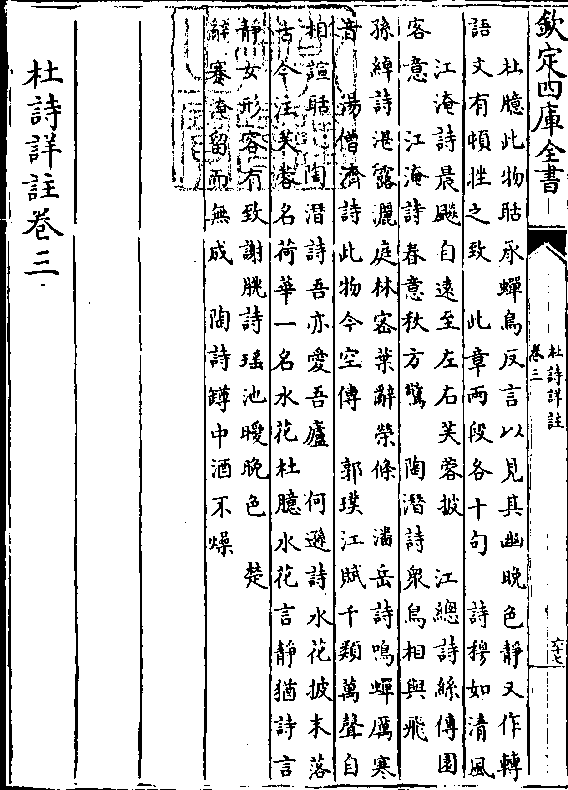 欽定四庫全書
杜詩詳註
卷三
六十七
杜臆此物聒承蟬鳥反言以見其幽晚色靜又作轉
語文有頓挫之致　此章兩段各十句　詩穆如清風
江淹詩晨颷自遠至左右芙蓉披　江總詩絲傳園
客意　江淹詩春意秋方驚　陶潛詩衆鳥相與飛
孫綽詩湛露灑庭林密葉辭榮條　潘岳詩鳴蟬厲寒
音　湯僧濟詩此物今空傳　郭璞江賦千類萬聲自
相諠聒　陶潛詩吾亦愛吾廬　何遜詩水花披未落
古今注芙蓉名荷華一名水花杜臆水花言靜猶詩言
靜女形容有致謝朓詩瑤池曖晚色　楚
辭蹇淹留而無成　陶詩罇中酒不燥
杜詩詳註卷三